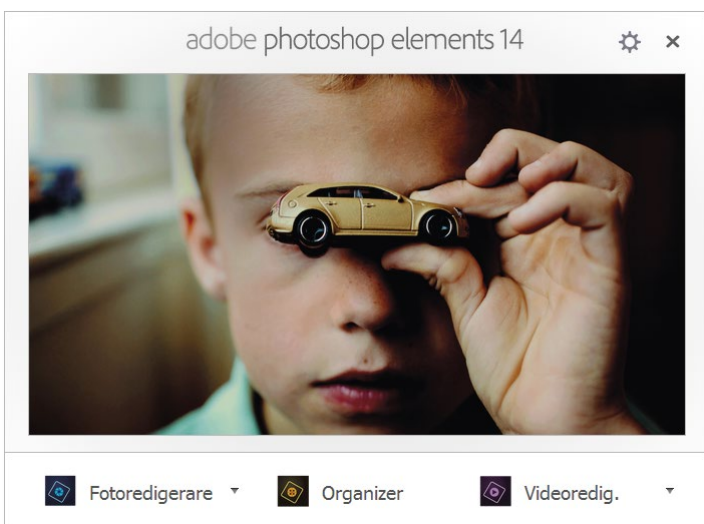 adobe photoshop elements 14
Fotoredigerare
Organizer
Videoredig.